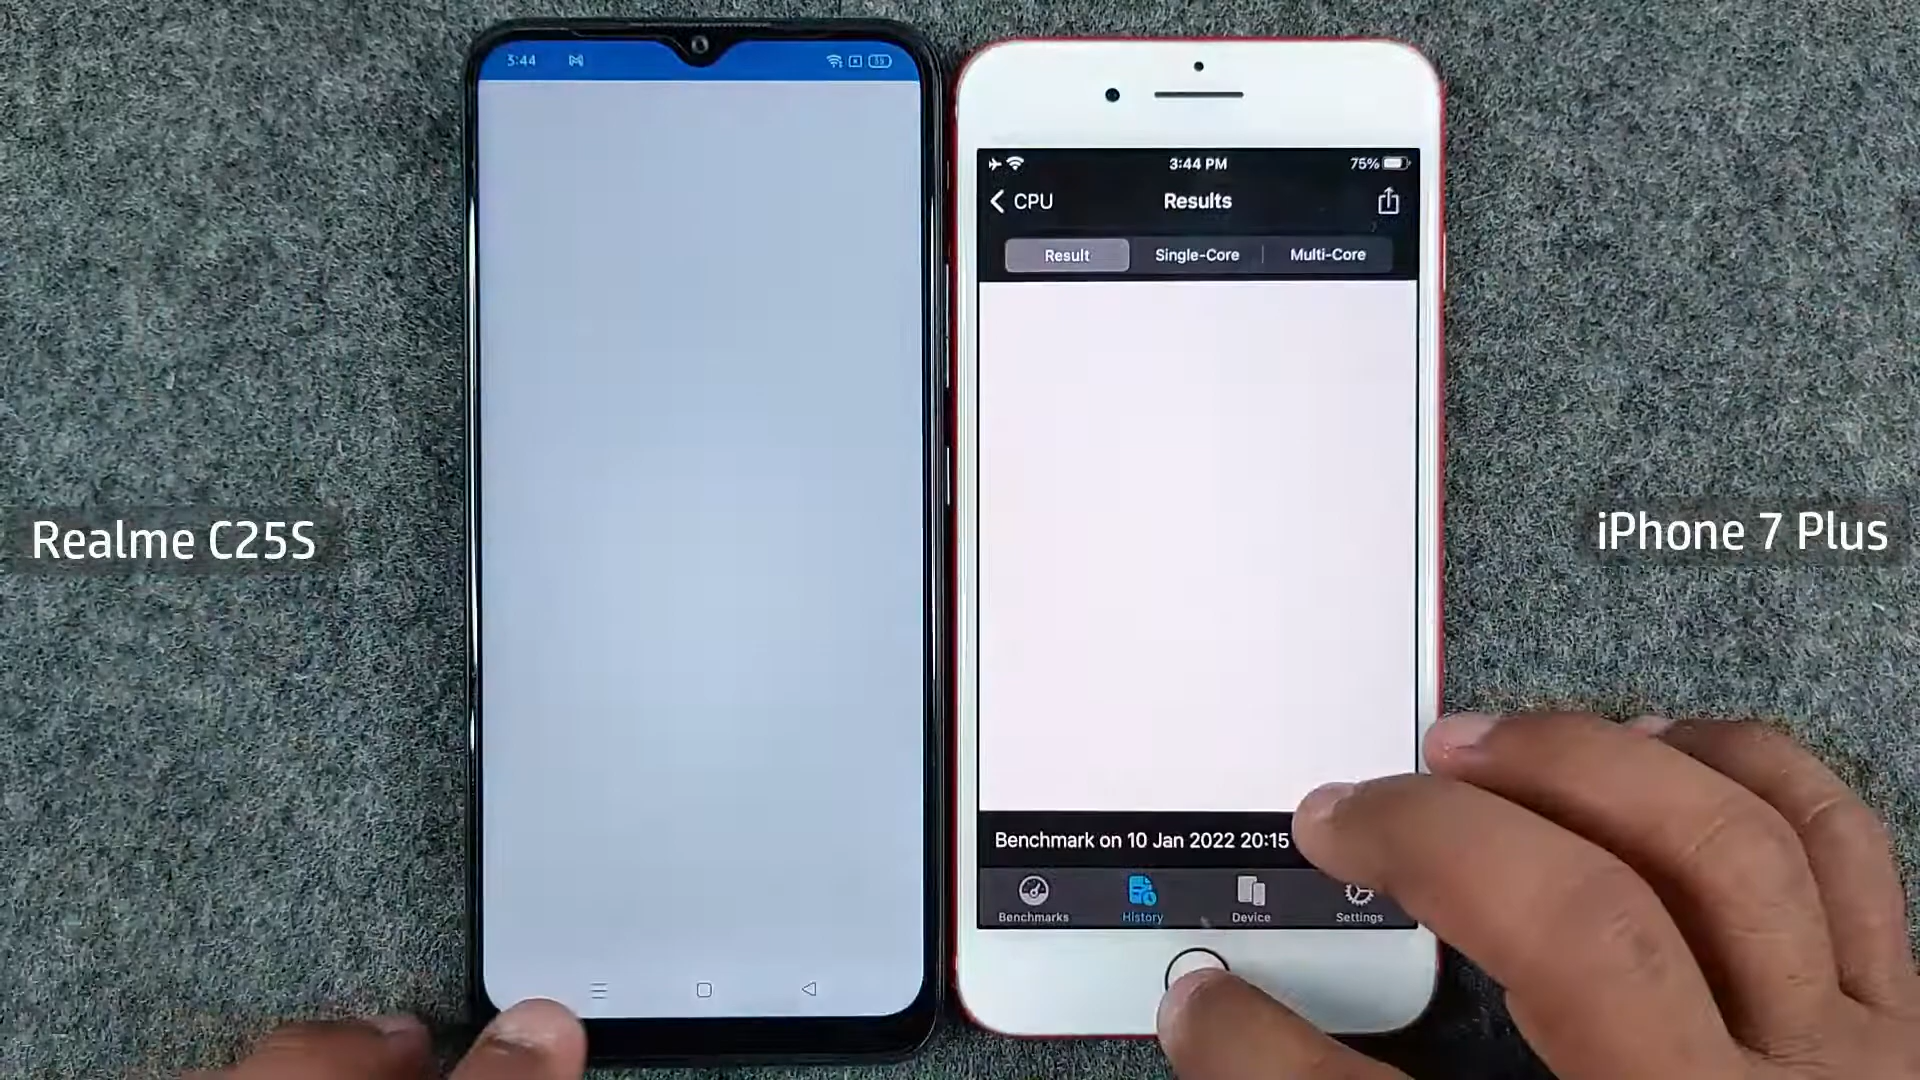 3:44
35
3:44 PM
75%
CPU
Results
Result
Single-Core
Multi-Core
Realme C25S
iPhone 7 Plus
Benchmark on 10 Jan 2022 20:15
Benchmarks
History
Device
Settings